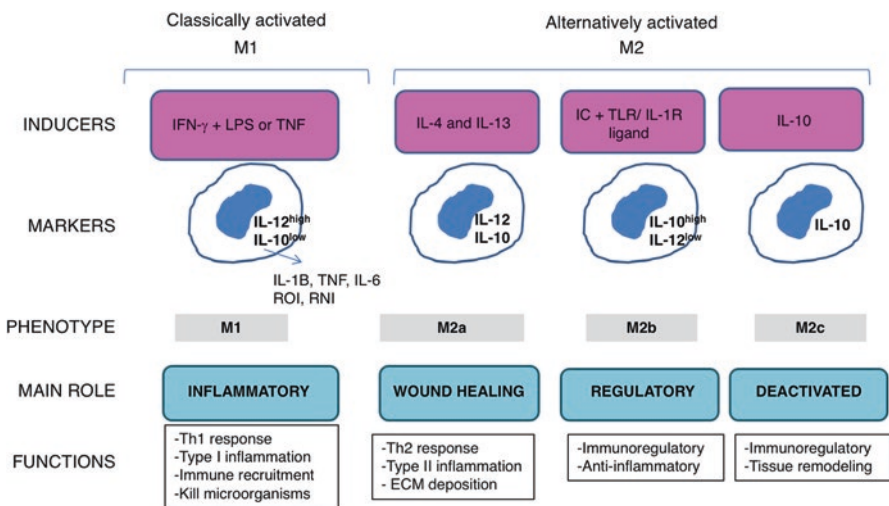 Classically activated
M1
Alternatively activated
M2
INDUCERS
IFN-γ + LPS or TNF
IL-4 and IL-13
IC + TLR/ IL-1R
ligand
IL-10
MARKERS
IL-12high
IL-10low
IL-12
IL-10
IL-10high
IL-12low
IL-10
IL-1B, TNF, IL-6
ROI, RNI
PHENOTYPE
M1
M2a
M2b
M2c
MAIN ROLE
INFLAMMATORY
WOUND HEALING
REGULATORY
DEACTIVATED
FUNCTIONS
-Th1 response
-Type I inflammation
-Immune recruitment
-Kill microorganisms
-Th2 response
-Type II inflammation
- ECM deposition
-Immunoregulatory
-Anti-inflammatory
-Immunoregulatory
-Tissue remodeling